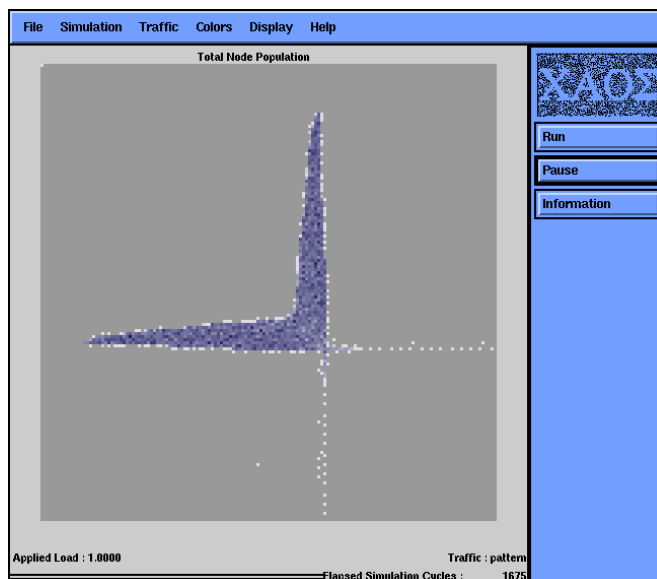 File Simulation Traffic Colors Display Help
Total Node Population
ΧΑΟΣ
Run
Pause
Information
Applied Load : 1.0000 Traffic : pattern
Elapsed Simulation Cycles : 1675